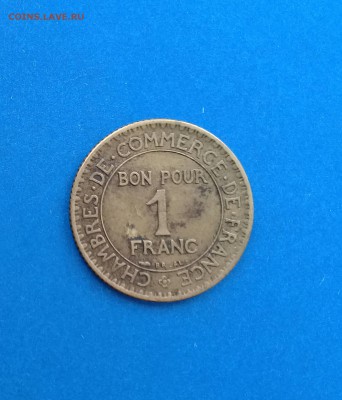 COINS.LAVE.RU
CHAMBRES·DE·COMMERCE·DE·FRANCE
BON POUR
1
FRANC